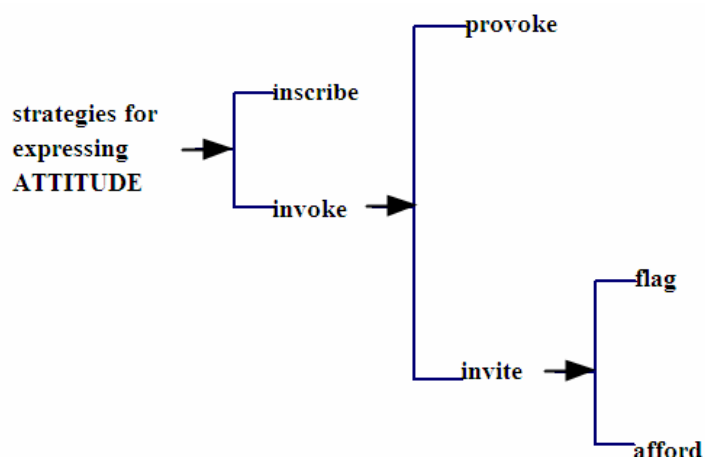 provoke
inscribe
strategies for
expressing
ATTITUDE
invoke
flag
invite
afford